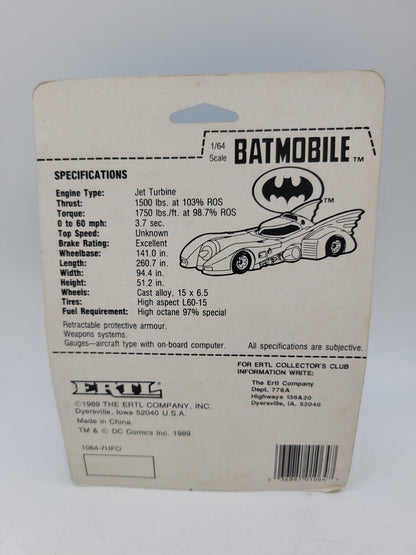 1/64
Scale
BATMOBILE TM
SPECIFICATIONS
Engine Type: Jet Turbine
Thrust: 1500 lbs. at 103% ROS
Torque: 1750 lbs./ft. at 98.7% ROS
0 to 60 mph: 3.7 sec.
Top Speed: Unknown
Brake Rating: Excellent
Wheelbase: 141.0 in.
Length: 260.7 in.
Width: 94.4 in.
Height: 51.2 in.
Wheels: Cast alloy, 15 x 6.5
Tires: High aspect L60-15
Fuel Requirement: High octane 97% special
TM
Retractable protective armour.
Weapons systems.
Gauges—aircraft type with on-board computer.
All specifications are subjective.
ERTL
©1989 THE ERTL COMPANY, INC.
Dyersville, Iowa 52040 U.S.A.
Made in China.
TM & © DC Comics Inc. 1989.
1064-7HFO
FOR ERTL COLLECTOR'S CLUB
INFORMATION WRITE:
The Ertl Company
Dept. 776A
Highways 136&20
Dyersville, IA. 52040
36881 01064